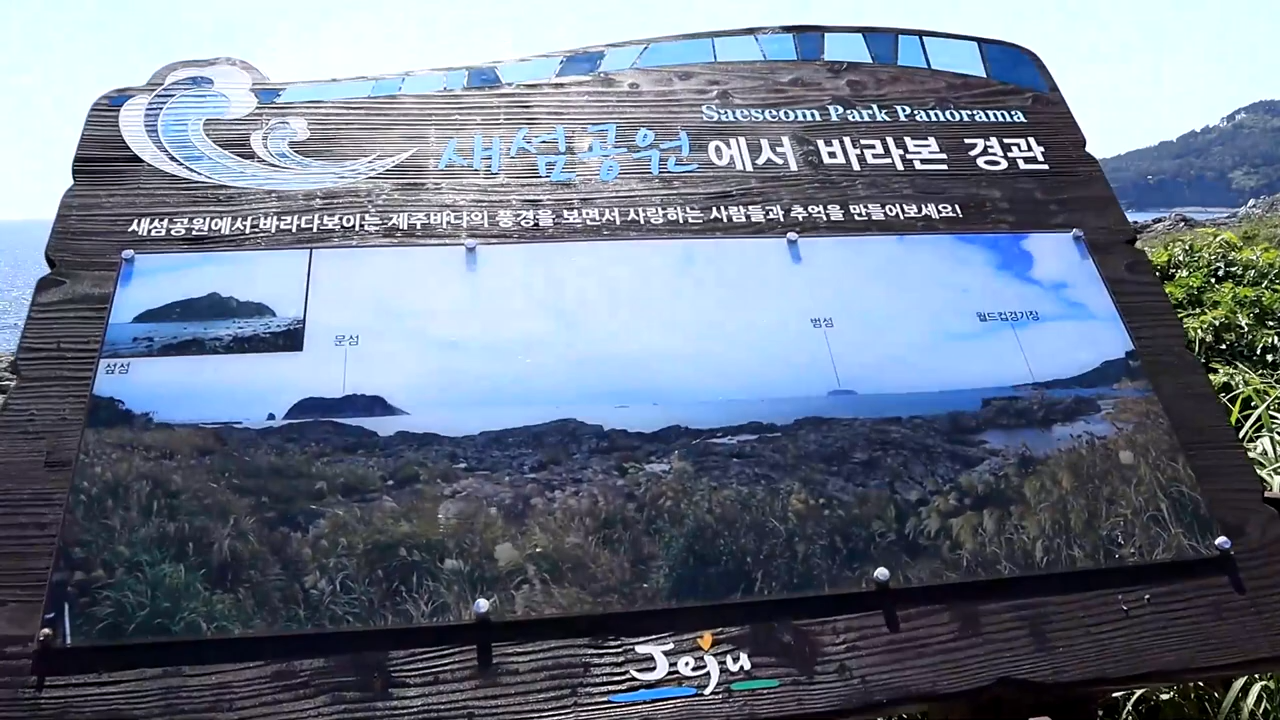 Saeseom Park Panorama
새섬공원에서 바라본 경관
새섬공원에서 바라다보이는 제주바다의 풍경을 보면서 사랑하는 사람들과 추억을 만들어보세요!
섶섬
문섬
범섬
월드컵경기장
Jeju